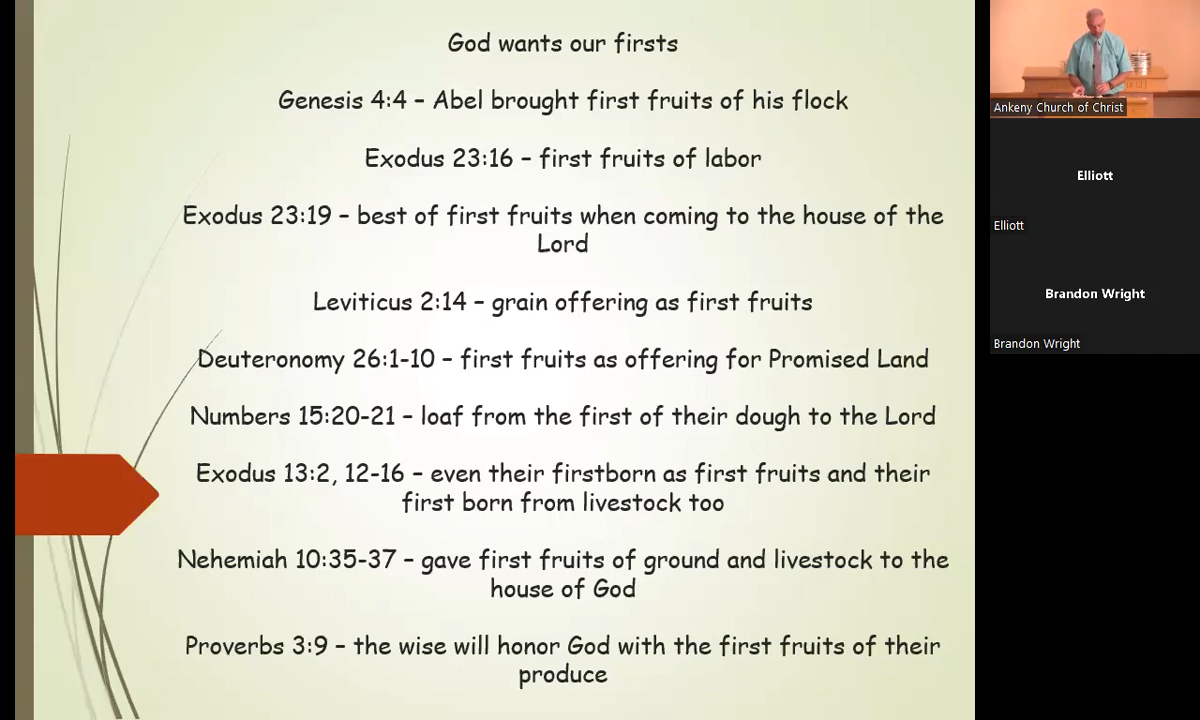 God wants our firsts
Genesis 4:4 – Abel brought first fruits of his flock
Exodus 23:16 – first fruits of labor
Exodus 23:19 – best of first fruits when coming to the house of the
Lord
Leviticus 2:14 – grain offering as first fruits
Deuteronomy 26:1-10 – first fruits as offering for Promised Land
Numbers 15:20-21 – loaf from the first of their dough to the Lord
Exodus 13:2, 12-16 – even their firstborn as first fruits and their
first born from livestock too
Nehemiah 10:35-37 – gave first fruits of ground and livestock to the
house of God
Proverbs 3:9 – the wise will honor God with the first fruits of their
produce
Ankeny Church of Christ
Elliott
Elliott
Brandon Wright
Brandon Wright